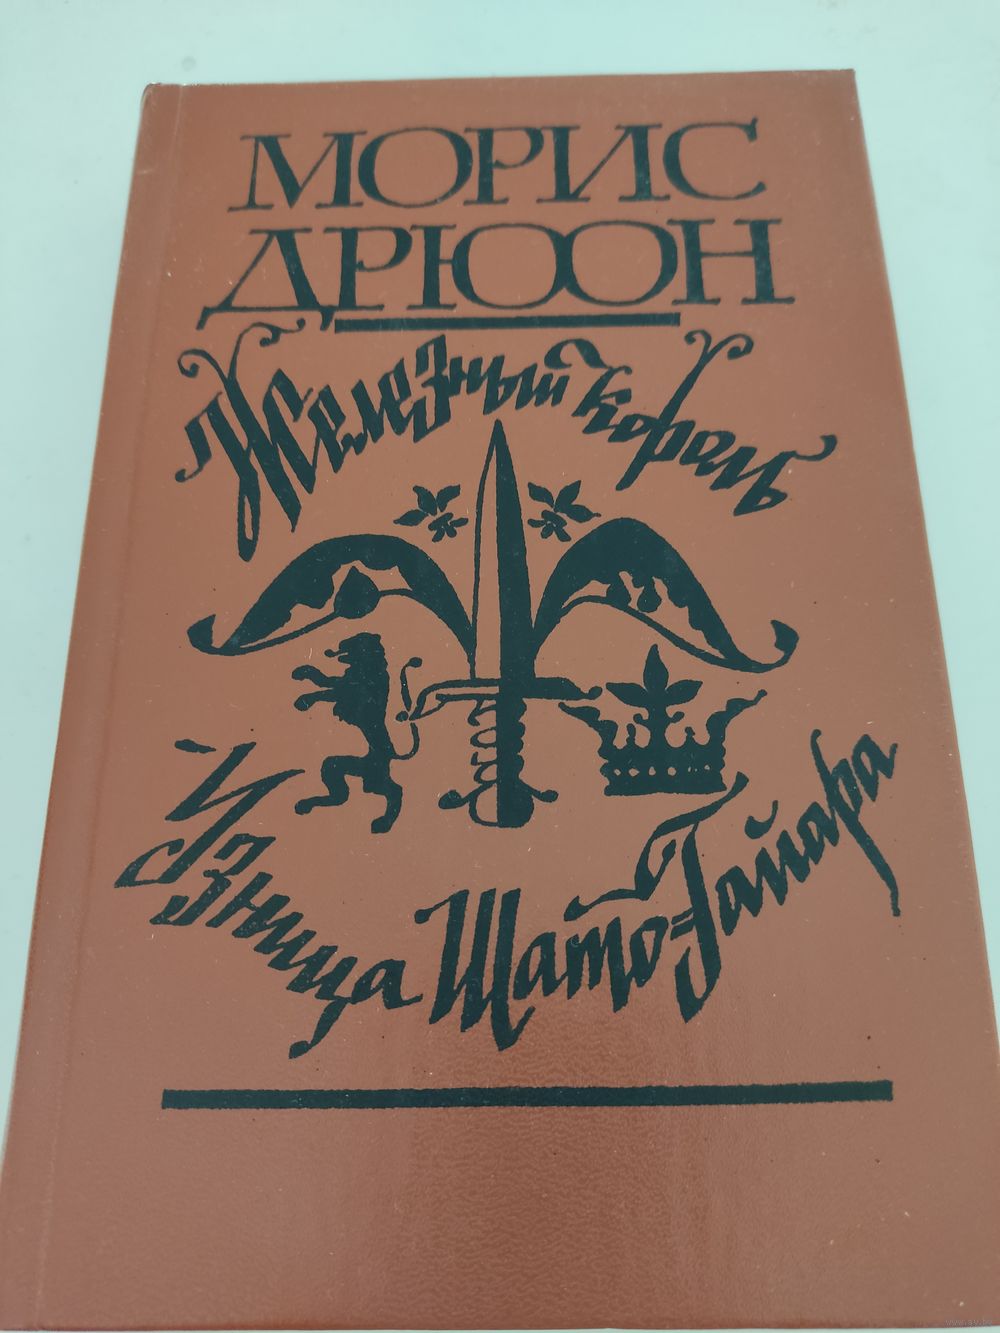 МОРИС
ДРЮОН
Железный король
Узница Шато-Гайара